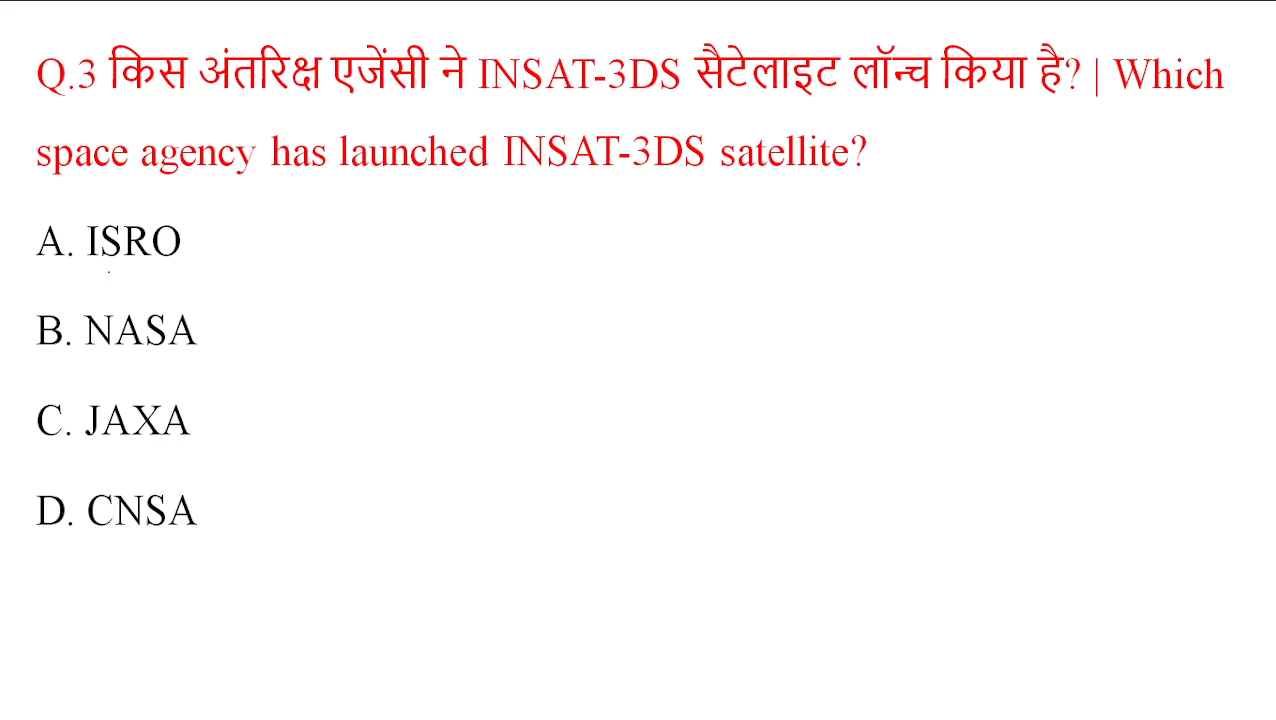 Q.3 किस अंतरिक्ष एजेंसी ने INSAT-3DS सैटेलाइट लॉन्च किया है? | Which
space agency has launched INSAT-3DS satellite?
A. ISRO
B. NASA
C. JAXA
D. CNSA